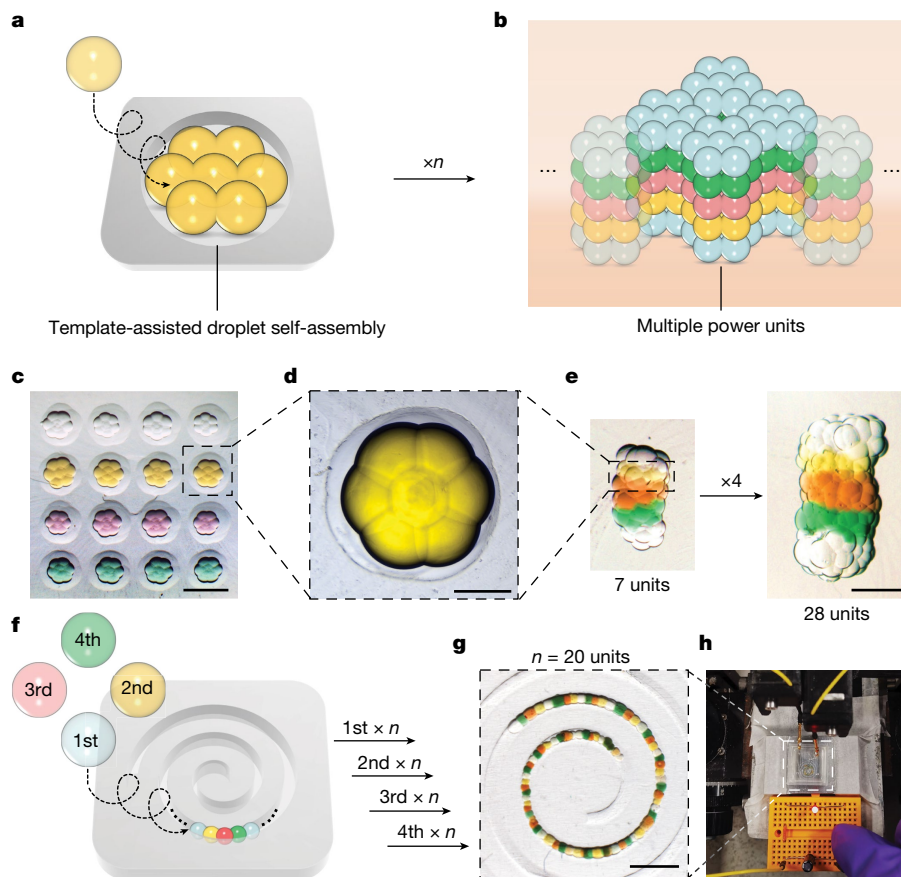 a
b
×n
...
...
Template-assisted droplet self-assembly
Multiple power units
c
d
e
×4
7 units
28 units
f
4th
3rd
2nd
1st
1st × n
2nd × n
3rd × n
4th × n
g
n = 20 units
h